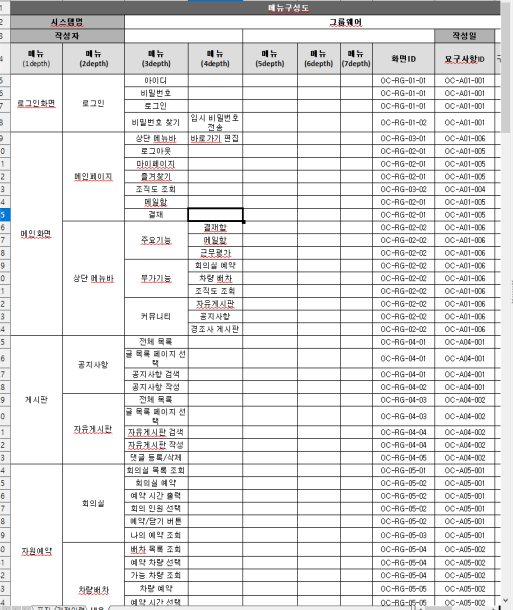 메뉴구성도
시스템명 그룹웨어
작성자 작성일
메뉴 (1depth) 메뉴 (2depth) 메뉴 (3depth) 메뉴 (4depth) 메뉴 (5depth) 메뉴 (6depth) 메뉴 (7depth) 화면ID 요구사항ID
로그인화면 로그인 아이디 OC-RG-01-01 OC-A01-001
비밀번호 OC-RG-01-01 OC-A01-001
로그인 OC-RG-01-01 OC-A01-001
비밀번호 찾기 임시 비밀번호 전송 OC-RG-01-02 OC-A01-001
메인화면 메인페이지 상단 메뉴바 바로가기 편집 OC-RG-03-01 OC-A01-006
로그아웃 OC-RG-02-01 OC-A01-005
마이페이지 OC-RG-02-01 OC-A01-005
즐겨찾기 OC-RG-02-01 OC-A01-005
조직도 조회 OC-RG-03-02 OC-A01-004
메일함 OC-RG-02-01 OC-A01-005
결재 OC-RG-02-01 OC-A01-005
상단 메뉴바 주요기능 결재함 OC-RG-02-02 OC-A01-006
메일함 OC-RG-02-02 OC-A01-006
근무평가 OC-RG-02-02 OC-A01-006
부가기능 회의실 예약 OC-RG-02-02 OC-A01-006
차량 배차 OC-RG-02-02 OC-A01-006
조직도 조회 OC-RG-02-02 OC-A01-006
커뮤니티 자유게시판 OC-RG-02-02 OC-A01-006
공지사항 OC-RG-02-02 OC-A01-006
경조사 게시판 OC-RG-02-02 OC-A01-006
게시판 공지사항 전체 목록 OC-RG-04-01 OC-A04-001
글 목록 페이지 선택 OC-RG-04-01 OC-A04-001
공지사항 검색 OC-RG-04-01 OC-A04-001
공지사항 작성 OC-RG-04-02 OC-A04-001
자유게시판 전체 목록 OC-RG-04-03 OC-A04-002
글 목록 페이지 선택 OC-RG-04-03 OC-A04-002
자유게시판 검색 OC-RG-04-04 OC-A04-002
자유게시판 작성 OC-RG-04-04 OC-A04-002
댓글 등록/삭제 OC-RG-04-05 OC-A04-002
자원예약 회의실 회의실 목록 조회 OC-RG-05-01 OC-A05-001
회의실 예약 OC-RG-05-02 OC-A05-001
예약 시간 출력 OC-RG-05-02 OC-A05-001
회의 인원 선택 OC-RG-05-02 OC-A05-001
예약/닫기 버튼 OC-RG-05-02 OC-A05-001
나의 예약 조회 OC-RG-05-03 OC-A05-001
차량배차 배차 목록 조회 OC-RG-05-04 OC-A05-002
예약 차량 선택 OC-RG-05-04 OC-A05-002
가능 차량 조회 OC-RG-05-04 OC-A05-002
차량 예약 OC-RG-05-05 OC-A05-002
예약 시간 선택 OC-RG-05-05 OC-A05-002